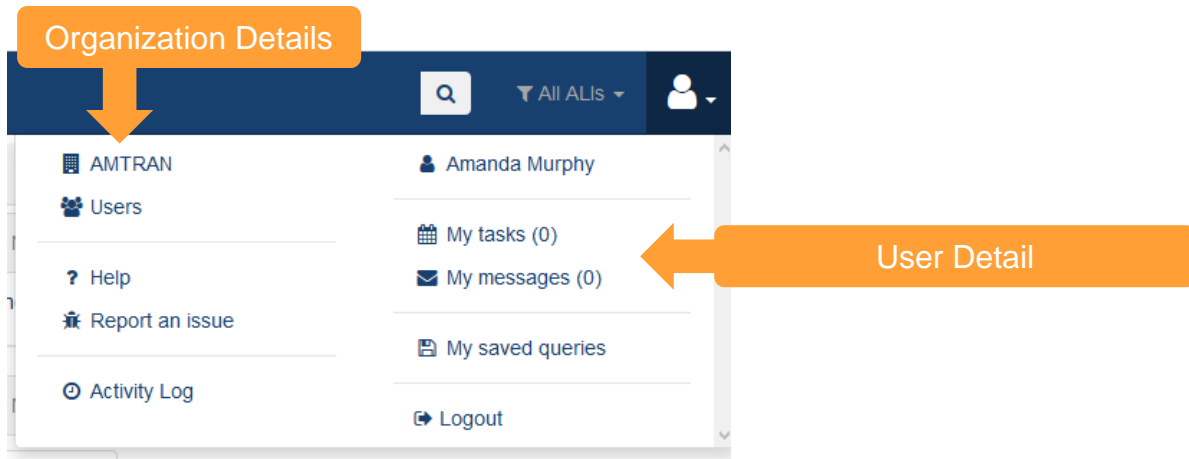 Organization Details
All ALIs
AMTRAN
Users
Help
Report an issue
Activity Log
Amanda Murphy
My tasks (0)
My messages (0)
My saved queries
Logout
User Detail